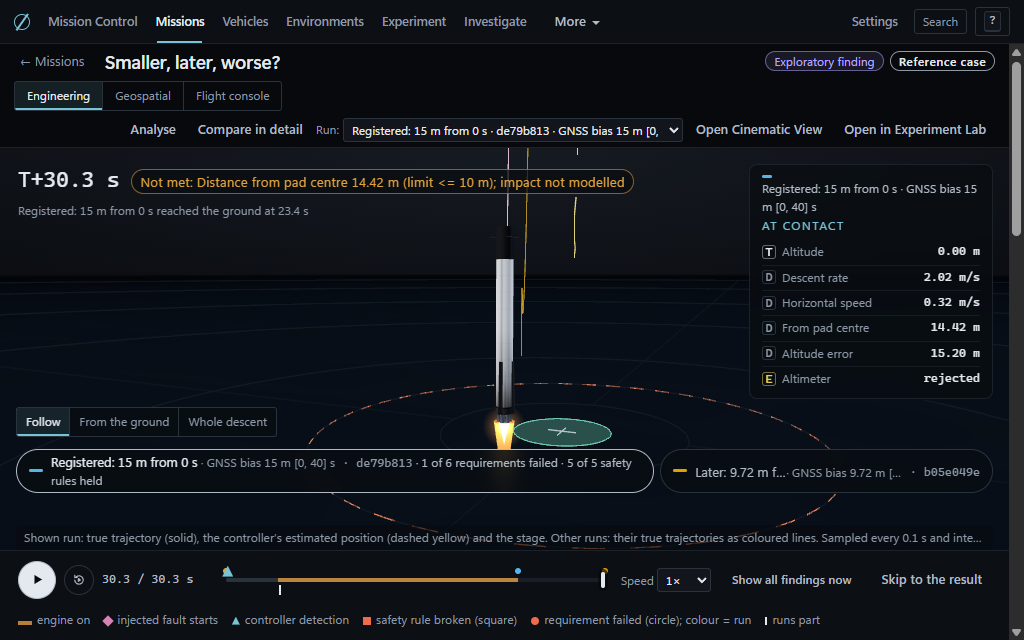 Mission Control Missions Vehicles Environments Experiment Investigate More Settings Search ?
← Missions Smaller, later, worse? Exploratory finding Reference case
Engineering Geospatial Flight console
Analyse Compare in detail Run: Registered: 15 m from 0 s · de79b813 · GNSS bias 15 m [0, Open Cinematic View Open in Experiment Lab
T+30.3 s Not met: Distance from pad centre 14.42 m (limit <= 10 m); impact not modelled
Registered: 15 m from 0 s reached the ground at 23.4 s
Registered: 15 m from 0 s · GNSS bias 15
m [0, 40] s
AT CONTACT
T Altitude 0.00 m
D Descent rate 2.02 m/s
D Horizontal speed 0.32 m/s
D From pad centre 14.42 m
D Altitude error 15.20 m
E Altimeter rejected
Follow From the ground Whole descent
Registered: 15 m from 0 s · GNSS bias 15 m [0, 40] s · de79b813 · 1 of 6 requirements failed · 5 of 5 safety
rules held
Later: 9.72 m f... · GNSS bias 9.72 m [... · b05e049e
Shown run: true trajectory (solid), the controller's estimated position (dashed yellow) and the stage. Other runs: their true trajectories as coloured lines. Sampled every 0.1 s and inte...
30.3 / 30.3 s Speed 1× Show all findings now Skip to the result
engine on injected fault starts controller detection safety rule broken (square) requirement failed (circle); colour = run runs part